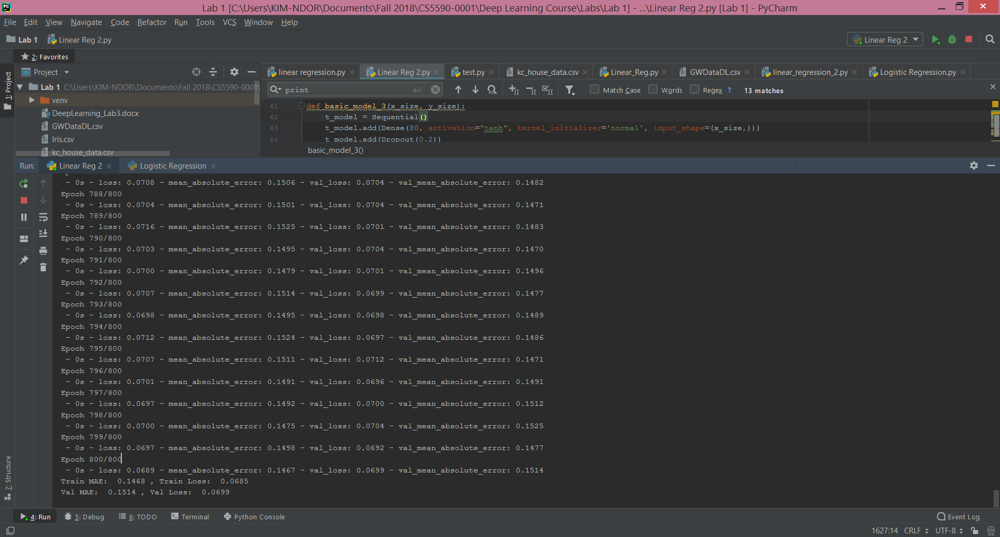 PC
Lab 1 [C:\Users\KIM-NDOR\Documents\Fall 2018\CS5590-0001\Deep Learning Course\Labs\Lab 1] - ...\Linear Reg 2.py [Lab 1] - PyCharm
File Edit View Navigate Code Refactor Run Tools VCS Window Help
Lab 1 Linear Reg 2.py
Linear Reg 2
2: Favorites
1: Project
Project
linear regression.py Linear Reg 2.py test.py kc_house_data.csv Linear_Reg.py GWDataDL.csv linear_regression_2.py Logistic Regression.py
Lab 1 C:\Users\KIM-NDOR\Documents\Fall 2018\CS5590-0001\
print Match Case Words Regex ? 13 matches
venv
DeepLearning_Lab3.docx
GWDataDL.csv
Iris.csv
kc_house_data.csv
61 def basic_model_3(x_size, y_size):
62 t_model = Sequential()
63 t_model.add(Dense(80, activation="tanh", kernel_initializer='normal', input_shape=(x_size,)))
64 t_model.add(Dropout(0.2))
basic_model_3()
Run: Linear Reg 2 Logistic Regression
- 0s - loss: 0.0708 - mean_absolute_error: 0.1506 - val_loss: 0.0704 - val_mean_absolute_error: 0.1482
Epoch 788/800
- 0s - loss: 0.0704 - mean_absolute_error: 0.1501 - val_loss: 0.0704 - val_mean_absolute_error: 0.1471
Epoch 789/800
- 0s - loss: 0.0716 - mean_absolute_error: 0.1525 - val_loss: 0.0701 - val_mean_absolute_error: 0.1483
Epoch 790/800
- 0s - loss: 0.0703 - mean_absolute_error: 0.1495 - val_loss: 0.0704 - val_mean_absolute_error: 0.1470
Epoch 791/800
- 0s - loss: 0.0700 - mean_absolute_error: 0.1479 - val_loss: 0.0701 - val_mean_absolute_error: 0.1496
Epoch 792/800
- 0s - loss: 0.0707 - mean_absolute_error: 0.1514 - val_loss: 0.0699 - val_mean_absolute_error: 0.1477
Epoch 793/800
- 0s - loss: 0.0698 - mean_absolute_error: 0.1495 - val_loss: 0.0698 - val_mean_absolute_error: 0.1489
Epoch 794/800
- 0s - loss: 0.0712 - mean_absolute_error: 0.1524 - val_loss: 0.0697 - val_mean_absolute_error: 0.1486
Epoch 795/800
- 0s - loss: 0.0707 - mean_absolute_error: 0.1511 - val_loss: 0.0712 - val_mean_absolute_error: 0.1471
Epoch 796/800
- 0s - loss: 0.0701 - mean_absolute_error: 0.1491 - val_loss: 0.0696 - val_mean_absolute_error: 0.1491
Epoch 797/800
- 0s - loss: 0.0697 - mean_absolute_error: 0.1492 - val_loss: 0.0700 - val_mean_absolute_error: 0.1512
Epoch 798/800
- 0s - loss: 0.0700 - mean_absolute_error: 0.1475 - val_loss: 0.0704 - val_mean_absolute_error: 0.1525
Epoch 799/800
- 0s - loss: 0.0697 - mean_absolute_error: 0.1498 - val_loss: 0.0692 - val_mean_absolute_error: 0.1477
Epoch 800/800
- 0s - loss: 0.0689 - mean_absolute_error: 0.1467 - val_loss: 0.0699 - val_mean_absolute_error: 0.1514
Train MAE:  0.1468 , Train Loss:  0.0685
Val MAE:  0.1514 , Val Loss:  0.0699
7: Structure
4: Run 5: Debug 6: TODO Terminal Python Console Event Log
1627:14 CRLF UTF-8